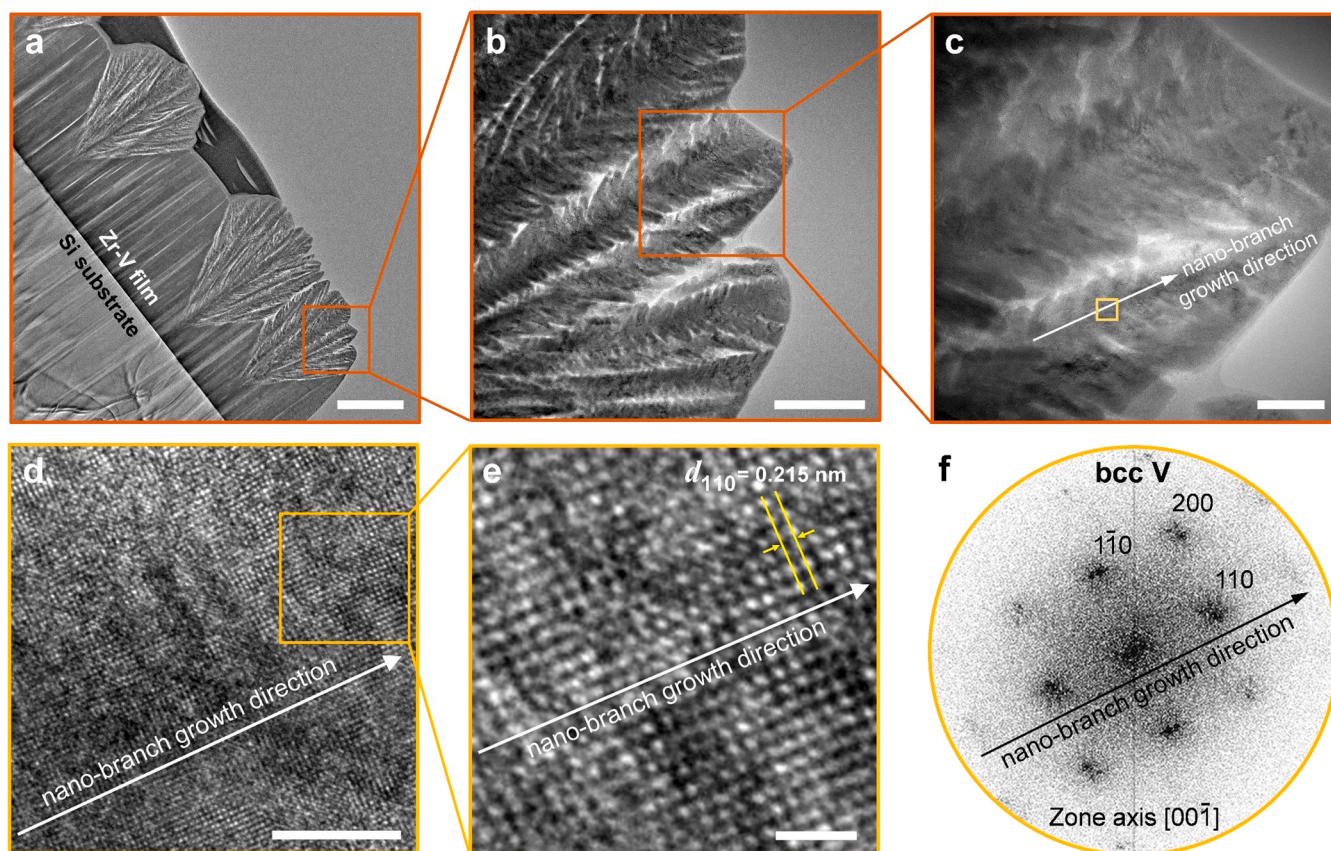 a
Zr-V film
Si substrate
b
c
nano-branch
growth direction
d
nano-branch growth direction
e
d₁₁₀= 0.215 nm
nano-branch growth direction
f
bcc V
200
11̄0
110
nano-branch growth direction
Zone axis [001̄]